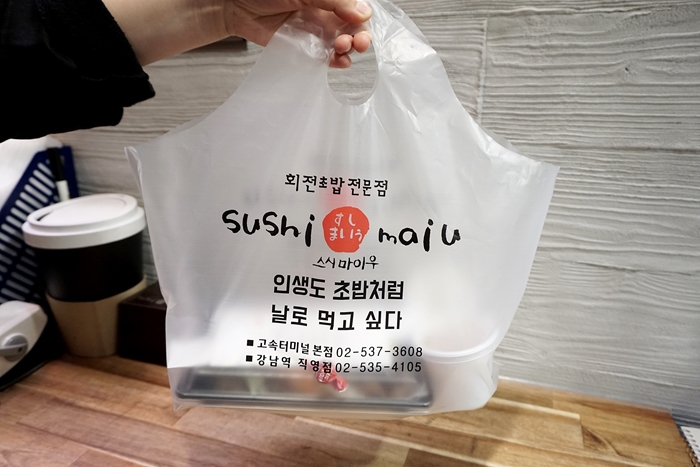 회전초밥 전문점
sushi すし まいう maiu
스시마이우
인생도 초밥처럼
날로 먹고 싶다
■ 고속터미널 본점 02-537-3608
■ 강남역 직영점 02-535-4105